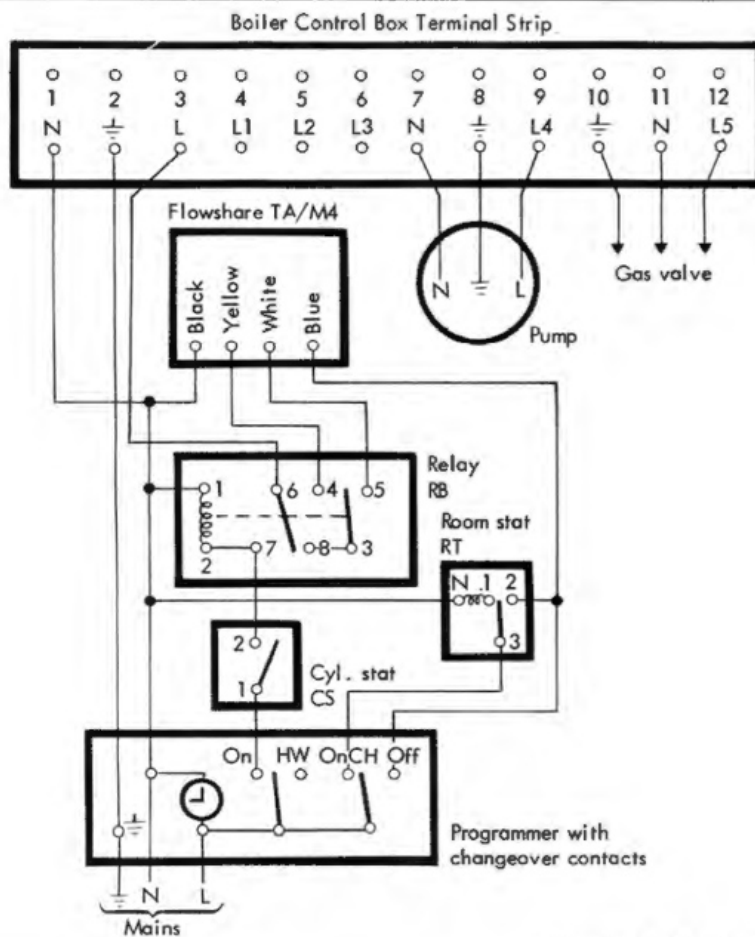 Boiler Control Box Terminal Strip
1 2 3 4 5 6 7 8 9 10 11 12
N L L1 L2 L3 N L4 N L5
Flowshare TA/M4
Black Yellow White Blue
N L
Pump
Gas valve
1 6 4 5
2 7 8 3
Relay
RB
Room stat
RT
N 1 2
3
2
1
Cyl. stat
CS
On HW On CH Off
Programmer with
changeover contacts
N L
Mains